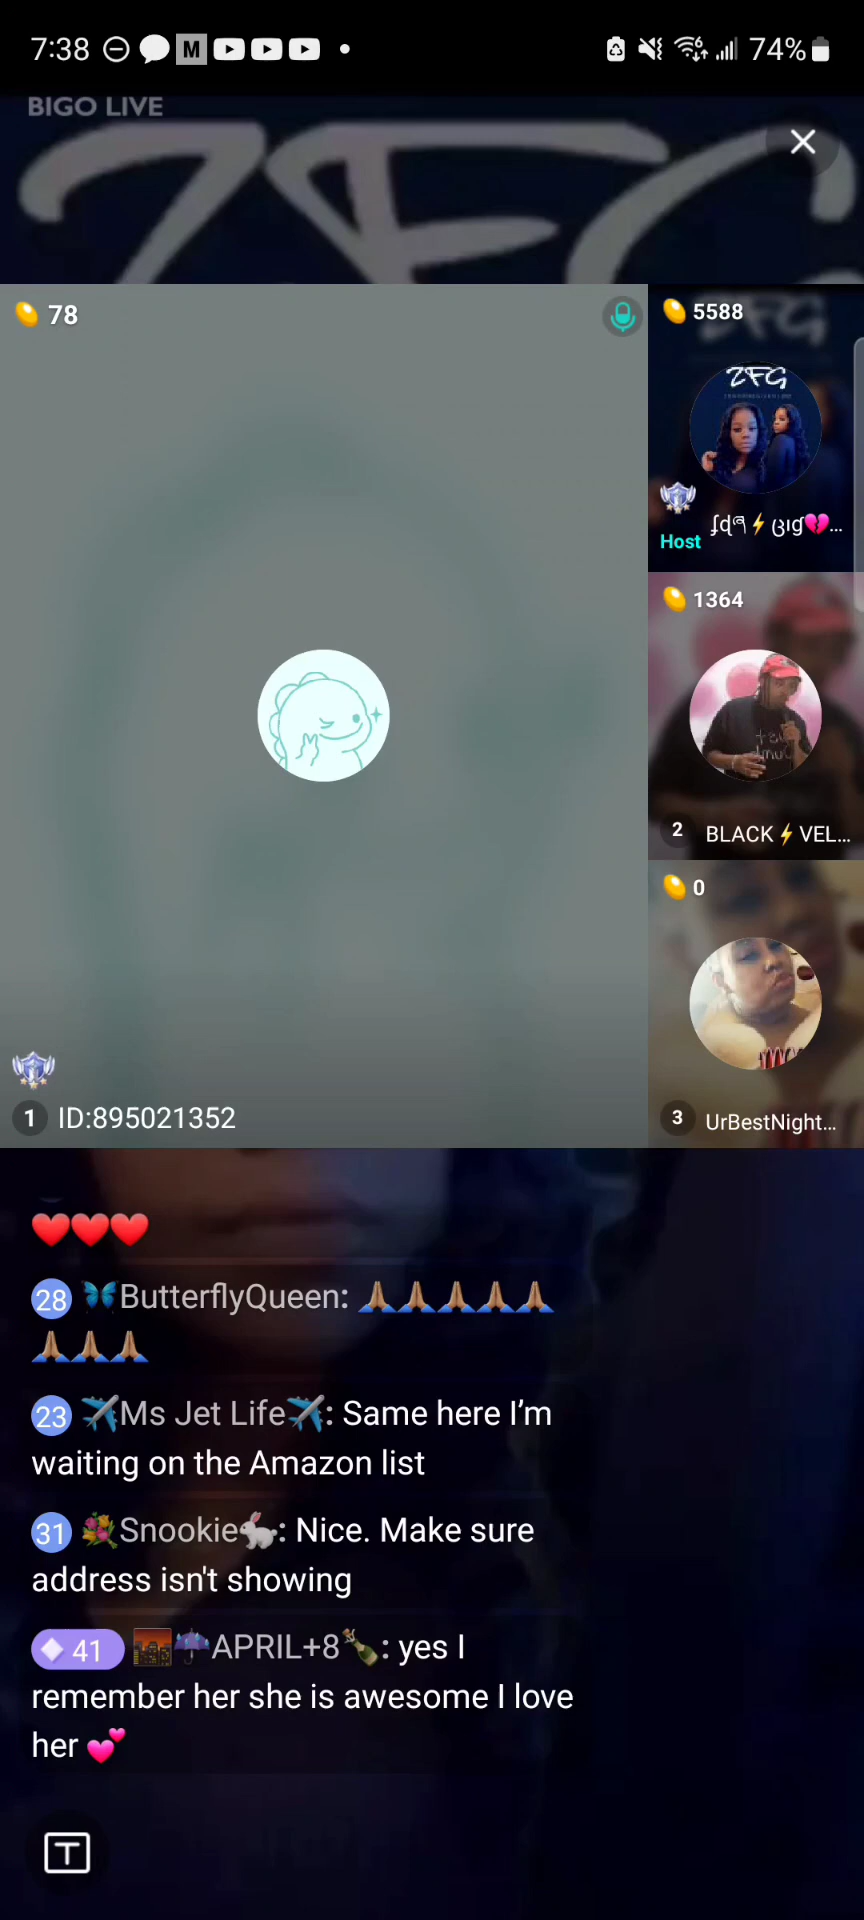 7:38
M
74%
BIGO LIVE
ZFG
78
5588
ZFG
Host
1364
2 BLACK⚡VEL...
0
3 UrBestNight...
1 ID:895021352
❤️❤️❤️
28 🦋ButterflyQueen: 🙏🏽🙏🏽🙏🏽🙏🏽🙏🏽
🙏🏽🙏🏽🙏🏽
23 ✈️Ms Jet Life✈️: Same here I’m
waiting on the Amazon list
31 💐Snookie🐇: Nice. Make sure
address isn't showing
41 🌇☔APRIL+8🍾: yes I
remember her she is awesome I love
her 💕
T